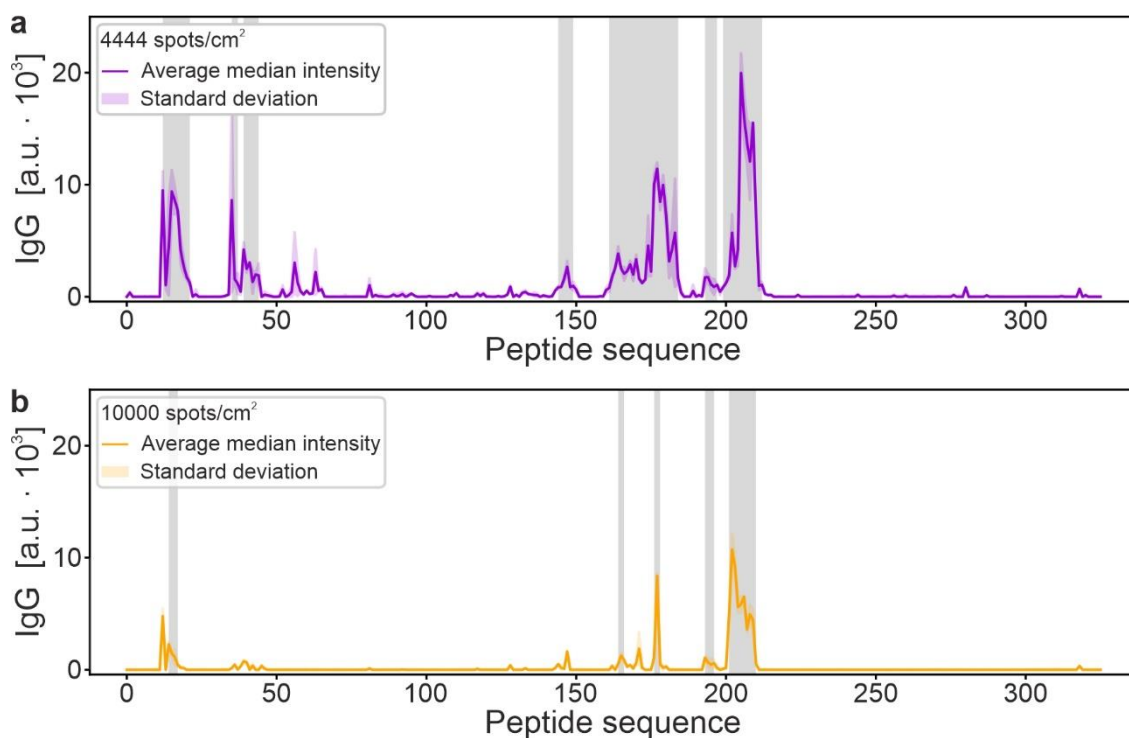 a
4444 spots/cm²
Average median intensity
Standard deviation
IgG [a.u. · 10³]
20
10
0
0 50 100 150 200 250 300
Peptide sequence
b
10000 spots/cm²
Average median intensity
Standard deviation
IgG [a.u. · 10³]
20
10
0
0 50 100 150 200 250 300
Peptide sequence